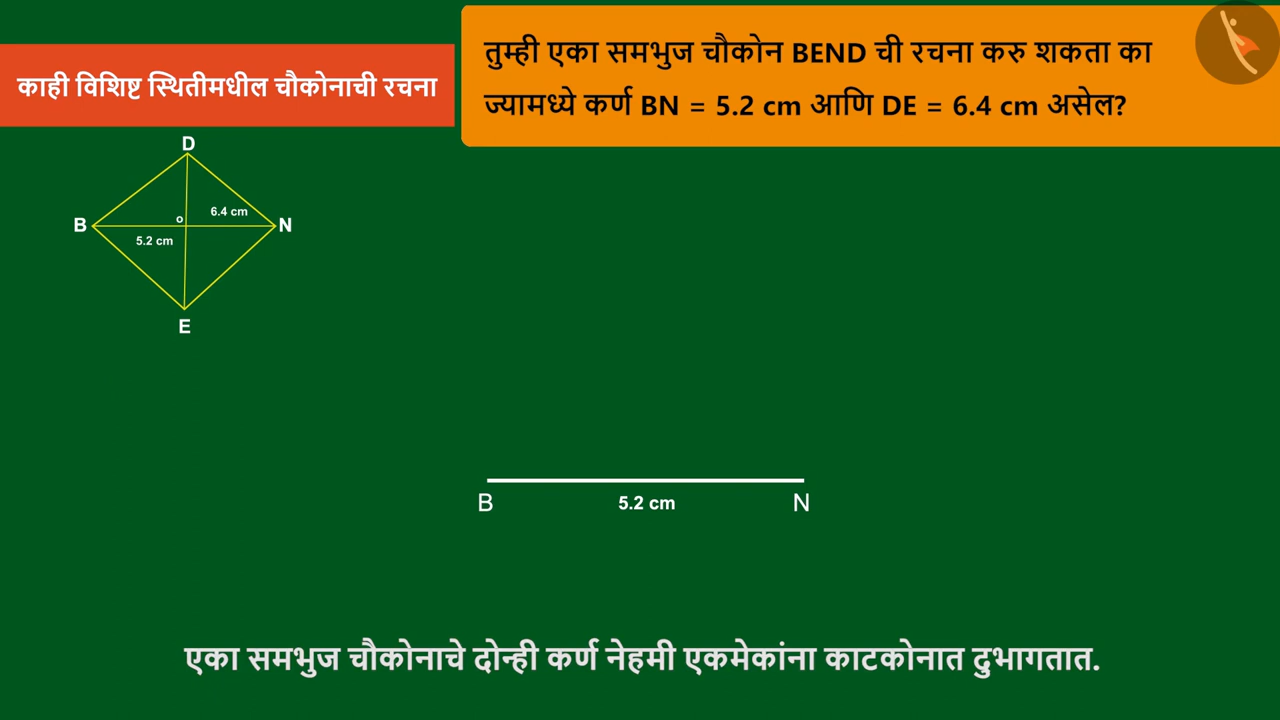 काही विशिष्ट स्थितीमधील चौकोनाची रचना
तुम्ही एका समभुज चौकोन BEND ची रचना करु शकता का
ज्यामध्ये कर्ण BN = 5.2 cm आणि DE = 6.4 cm असेल?
D
B
o
6.4 cm
N
5.2 cm
E
B
5.2 cm
N
एका समभुज चौकोनाचे दोन्ही कर्ण नेहमी एकमेकांना काटकोनात दुभागतात.